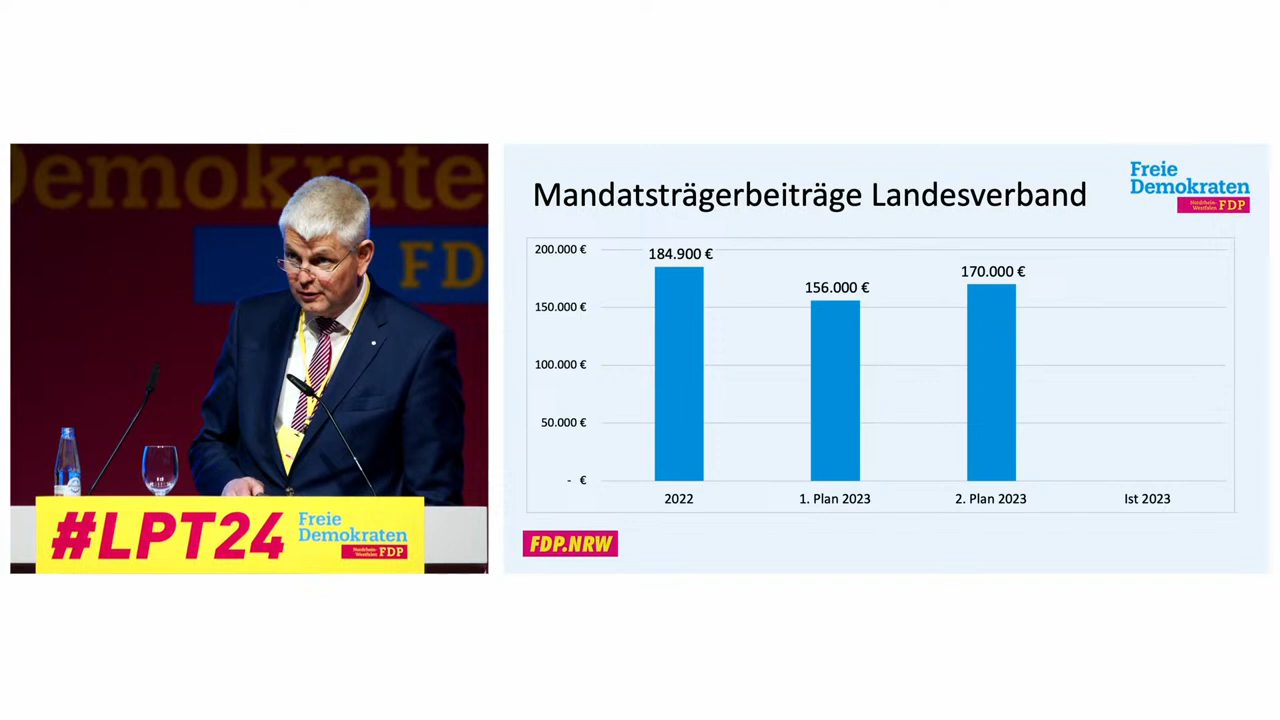 Demokrate
FD
#LPT24
Freie
Demokraten
Nordrhein-
Westfalen FDP
Mandatsträgerbeiträge Landesverband
Freie
Demokraten
Nordrhein-
Westfalen FDP
200.000 €
150.000 €
100.000 €
50.000 €
- €
184.900 €
156.000 €
170.000 €
2022
1. Plan 2023
2. Plan 2023
Ist 2023
FDP.NRW